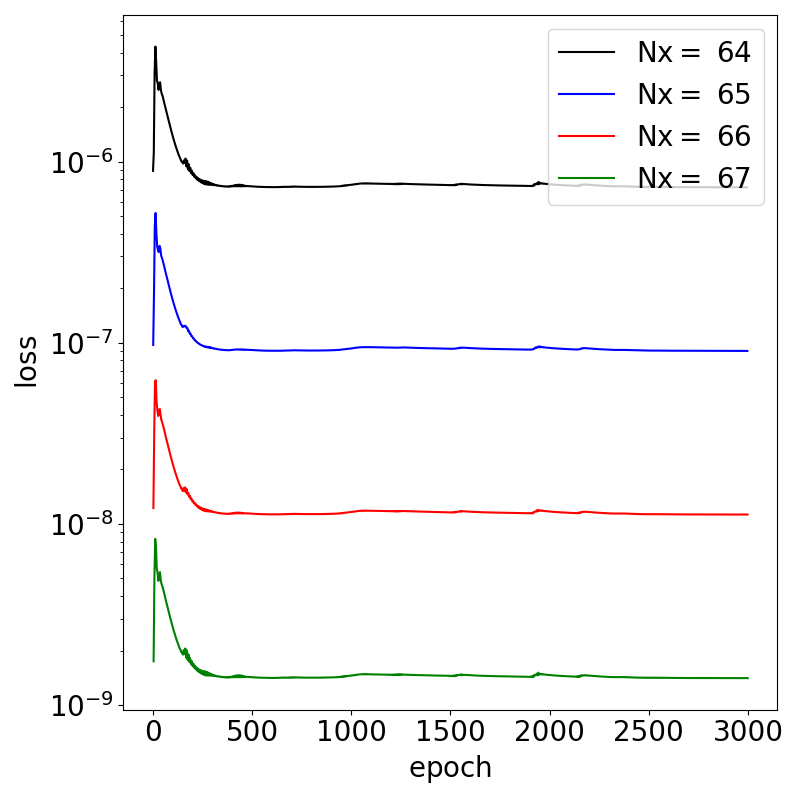 Nx = 64
Nx = 65
Nx = 66
Nx = 67
10⁻⁶
10⁻⁷
10⁻⁸
10⁻⁹
loss
0 500 1000 1500 2000 2500 3000
epoch